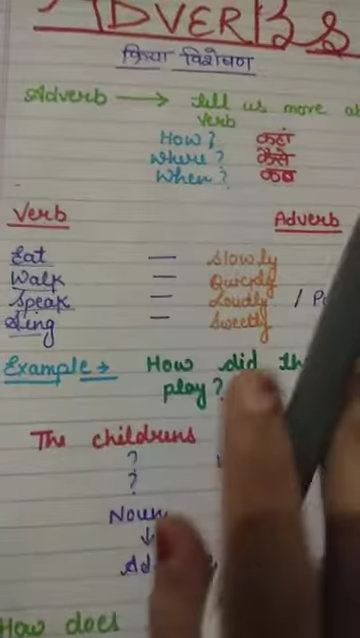 ADVERBS
क्रिया विशेषण
Adverb → tell us more
verb
How? कहां
Where? कैसे
When? कब
Verb Adverb
Eat — Slowly
Walk — Quickly
Speak — Loudly /
Sing — Sweetly
Example → How did
play?
The childrens
?
?
Noun
↓
How does